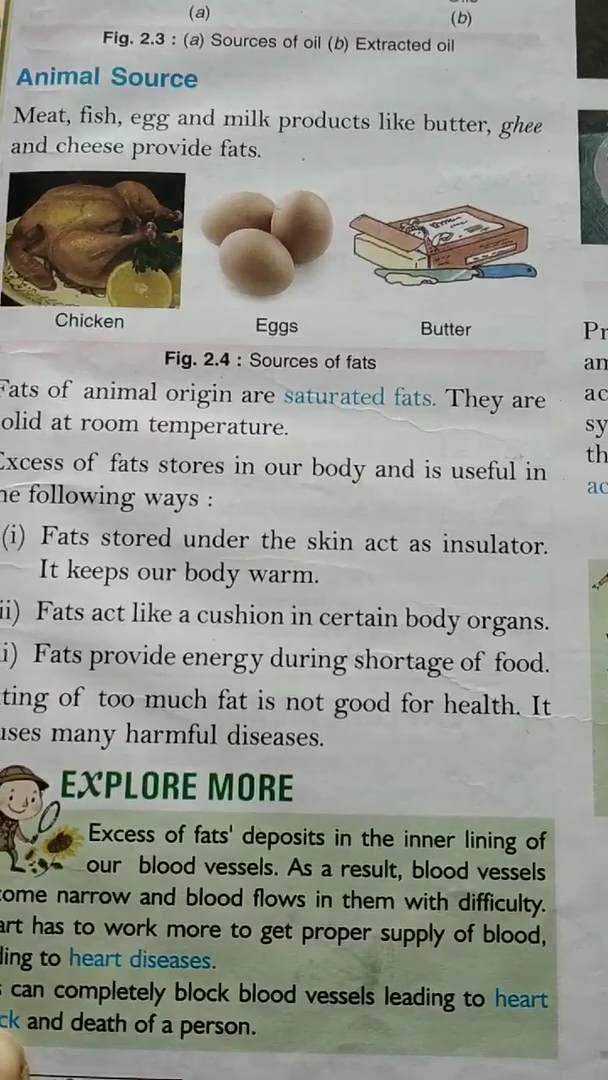 (a)
(b)
Fig. 2.3 : (a) Sources of oil (b) Extracted oil
Animal Source
Meat, fish, egg and milk products like butter, ghee
and cheese provide fats.
Chicken
Eggs
Butter
Fig. 2.4 : Sources of fats
Fats of animal origin are saturated fats. They are
olid at room temperature.
Excess of fats stores in our body and is useful in
he following ways :
(i) Fats stored under the skin act as insulator.
It keeps our body warm.
ii) Fats act like a cushion in certain body organs.
i) Fats provide energy during shortage of food.
ting of too much fat is not good for health. It
uses many harmful diseases.
EXPLORE MORE
Excess of fats' deposits in the inner lining of
our blood vessels. As a result, blood vessels
come narrow and blood flows in them with difficulty.
art has to work more to get proper supply of blood,
ding to heart diseases.
s can completely block blood vessels leading to heart
ck and death of a person.
Pr
am
ac
sy
th
ac